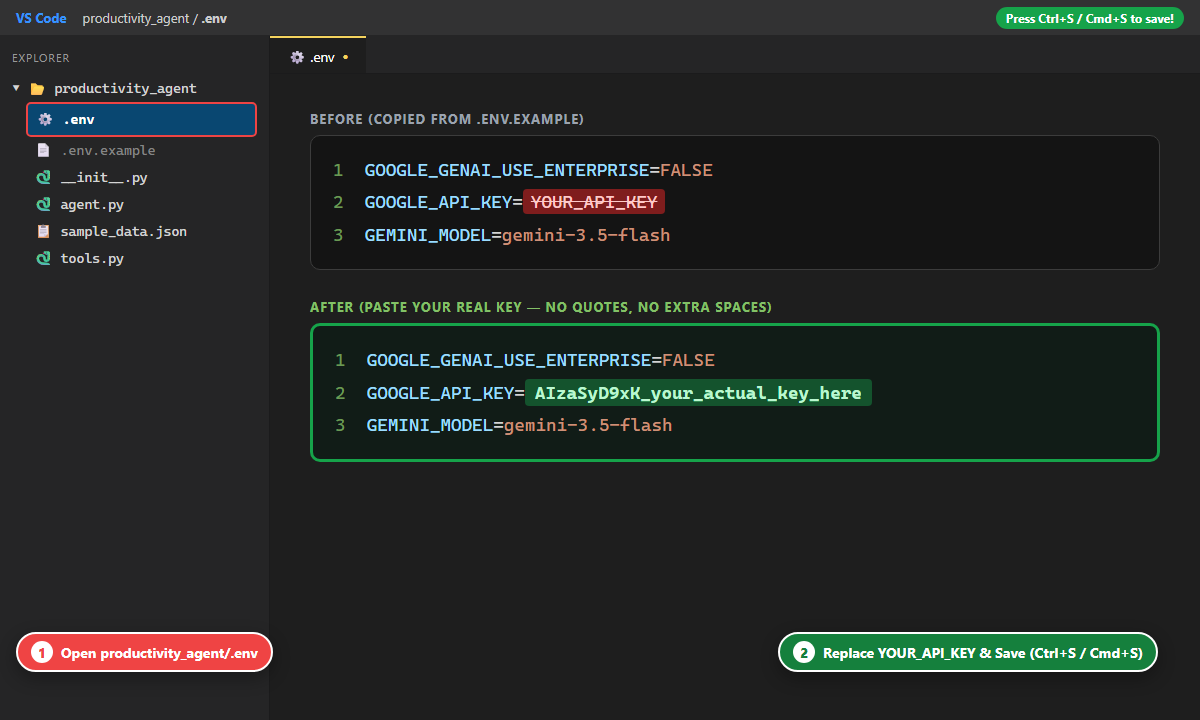 VS Code productivity_agent / .env
Press Ctrl+S / Cmd+S to save!
EXPLORER
productivity_agent
.env
.env.example
__init__.py
agent.py
sample_data.json
tools.py
.env
BEFORE (COPIED FROM .ENV.EXAMPLE)
1 GOOGLE_GENAI_USE_ENTERPRISE=FALSE
2 GOOGLE_API_KEY=YOUR_API_KEY
3 GEMINI_MODEL=gemini-3.5-flash
AFTER (PASTE YOUR REAL KEY — NO QUOTES, NO EXTRA SPACES)
1 GOOGLE_GENAI_USE_ENTERPRISE=FALSE
2 GOOGLE_API_KEY=AIzaSyD9xK_your_actual_key_here
3 GEMINI_MODEL=gemini-3.5-flash
1 Open productivity_agent/.env
2 Replace YOUR_API_KEY & Save (Ctrl+S / Cmd+S)